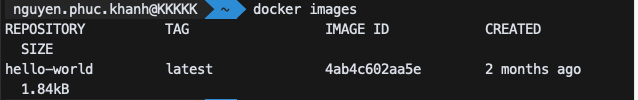 nguyen.phuc.khanh@KKKKK ~ docker images
REPOSITORY TAG IMAGE ID CREATED
SIZE
hello-world latest 4ab4c602aa5e 2 months ago
1.84kB